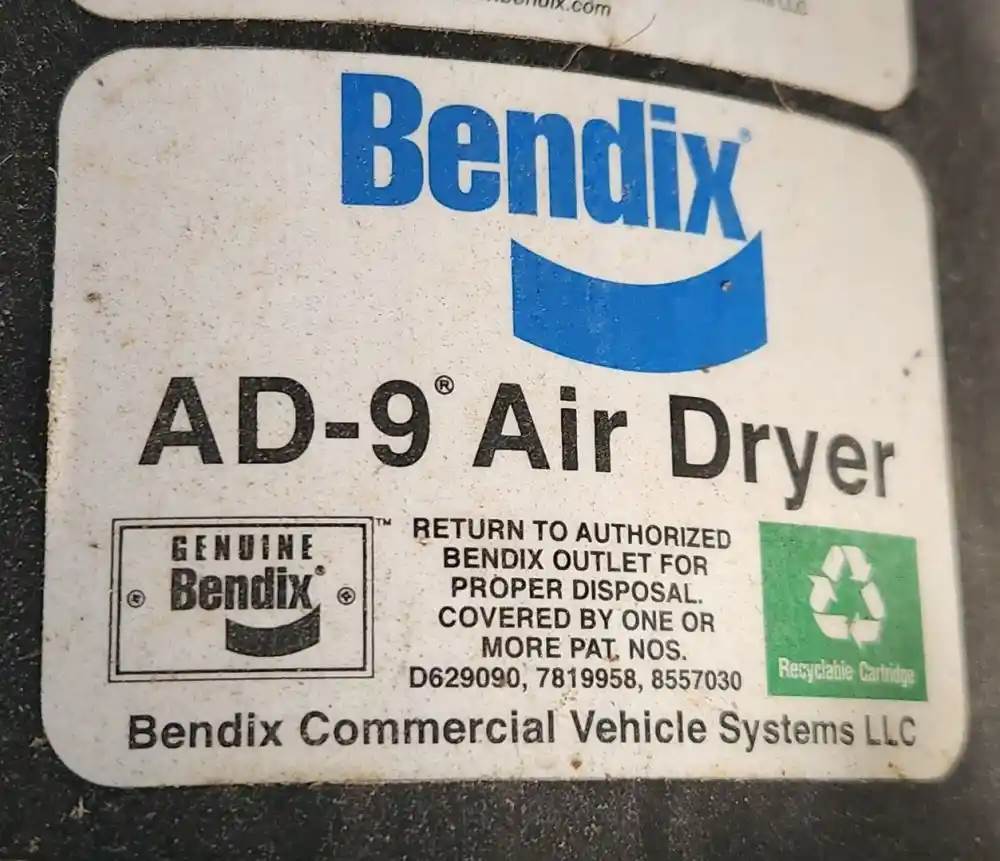 Bendix®
AD-9® Air Dryer
GENUINE
Bendix®
™
RETURN TO AUTHORIZED
BENDIX OUTLET FOR
PROPER DISPOSAL.
COVERED BY ONE OR
MORE PAT. NOS.
D629090, 7819958, 8557030
Recyclable Cartridge
Bendix Commercial Vehicle Systems LLC